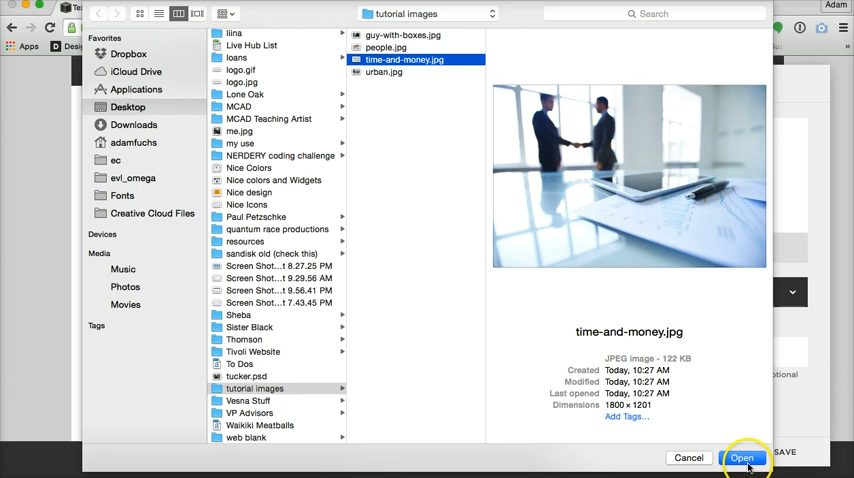 Adam
tutorial images
Search
Apps
Favorites
Dropbox
iCloud Drive
Applications
Desktop
Downloads
adamfuchs
ec
evl_omega
Fonts
Creative Cloud Files
Devices
Media
Music
Photos
Movies
Tags
liina
Live Hub List
loans
logo.gif
logo.jpg
Lone Oak
MCAD
MCAD Teaching Artist
me.jpg
my use
NERDERY coding challenge
Nice Colors
Nice colors and Widgets
Nice design
Nice Icons
Paul Petzschke
quantum race productions
resources
sandisk old (check this)
Screen Shot...t 8.27.25 PM
Screen Shot...t 9.29.56 AM
Screen Shot...t 9.56.41 PM
Screen Shot...t 7.43.45 PM
Sheba
Sister Black
Thomson
Tivoli Website
To Dos
tucker.psd
tutorial images
Vesna Stuff
VP Advisors
Waikiki Meatballs
web blank
guy-with-boxes.jpg
people.jpg
time-and-money.jpg
urban.jpg
time-and-money.jpg
JPEG image - 122 KB
Created Today, 10:27 AM
Modified Today, 10:27 AM
Last opened Today, 10:27 AM
Dimensions 1800 × 1201
Add Tags...
Cancel
Open
SAVE